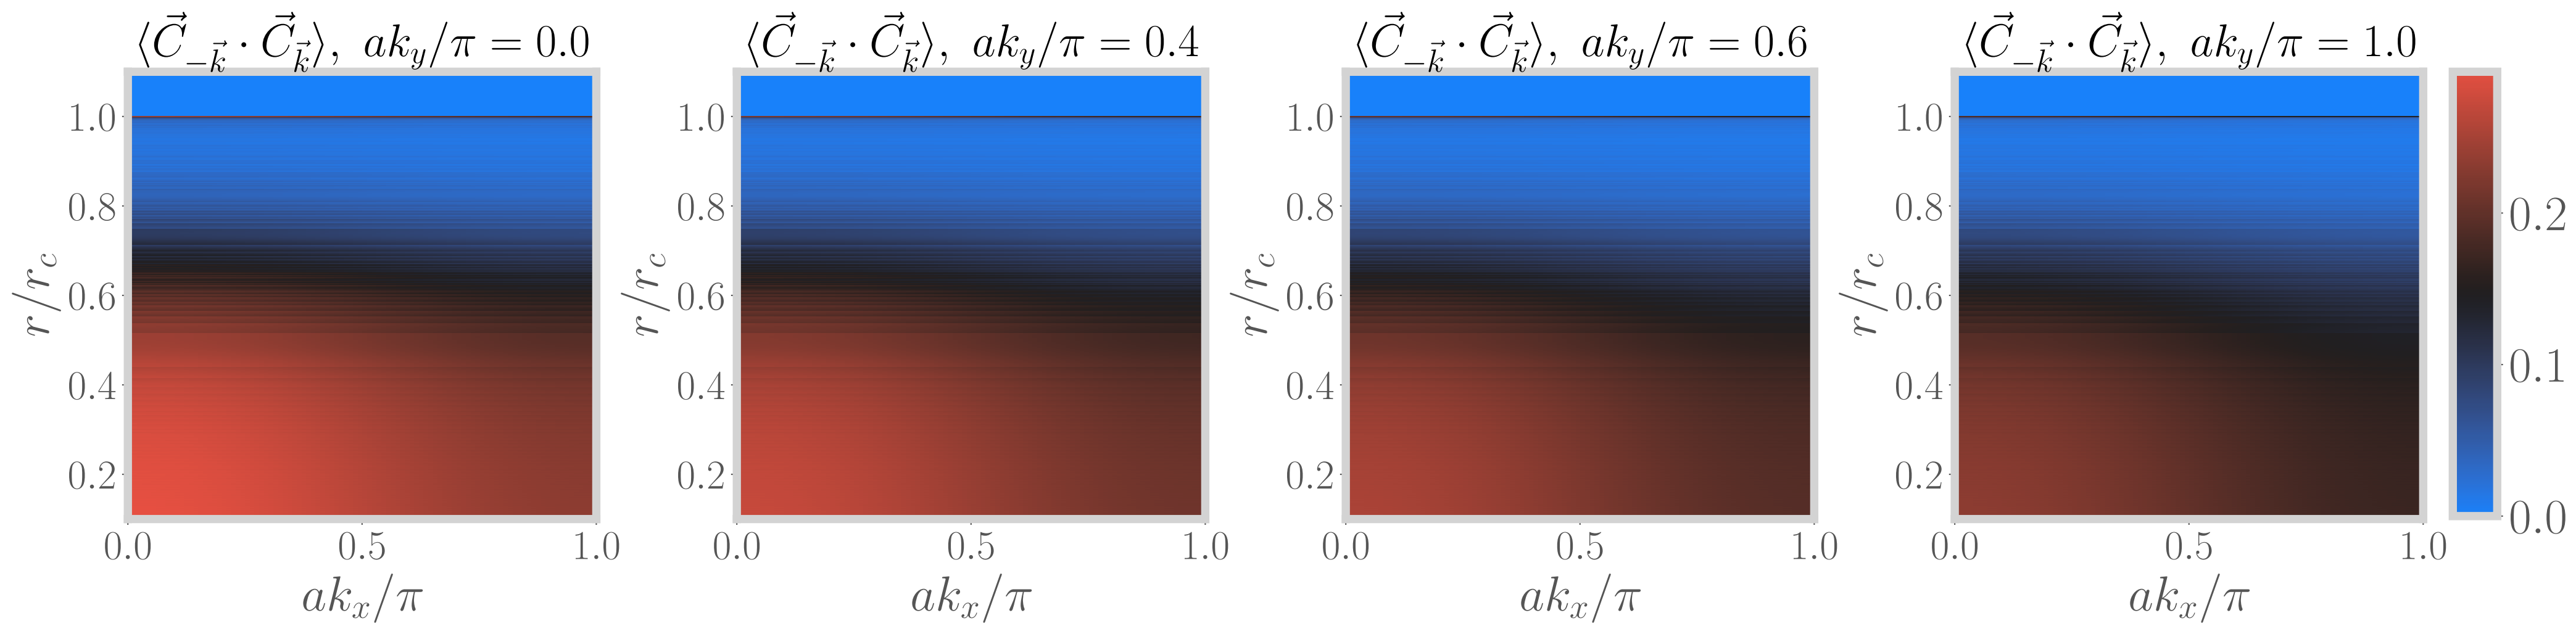 ⟨C⃗_{-k⃗} · C⃗_{k⃗}⟩, ak_y/π = 0.0
⟨C⃗_{-k⃗} · C⃗_{k⃗}⟩, ak_y/π = 0.4
⟨C⃗_{-k⃗} · C⃗_{k⃗}⟩, ak_y/π = 0.6
⟨C⃗_{-k⃗} · C⃗_{k⃗}⟩, ak_y/π = 1.0
r/r_c
1.0
0.8
0.6
0.4
0.2
0.0 0.5 1.0
ak_x/π
r/r_c
1.0
0.8
0.6
0.4
0.2
0.0 0.5 1.0
ak_x/π
r/r_c
1.0
0.8
0.6
0.4
0.2
0.0 0.5 1.0
ak_x/π
r/r_c
1.0
0.8
0.6
0.4
0.2
0.0 0.5 1.0
ak_x/π
0.2
0.1
0.0